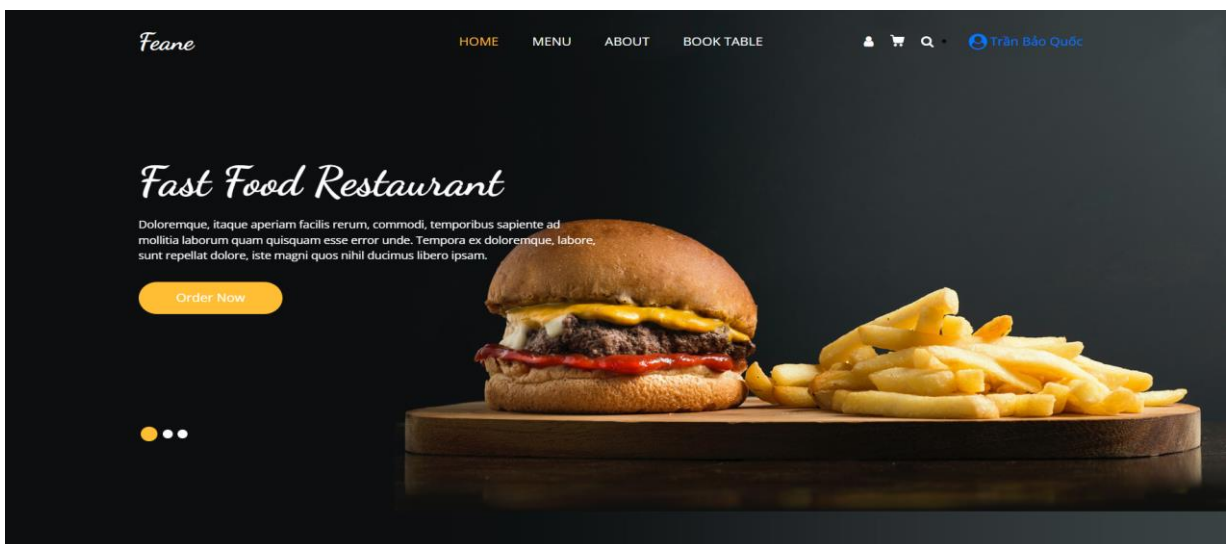 Feane
HOME MENU ABOUT BOOK TABLE Trần Bảo Quốc
Fast Food Restaurant
Doloremque, itaque aperiam facilis rerum, commodi, temporibus sapiente ad
mollitia laborum quam quisquam esse error unde. Tempora ex doloremque, labore,
sunt repellat dolore, iste magni quos nihil ducimus libero ipsam.
Order Now